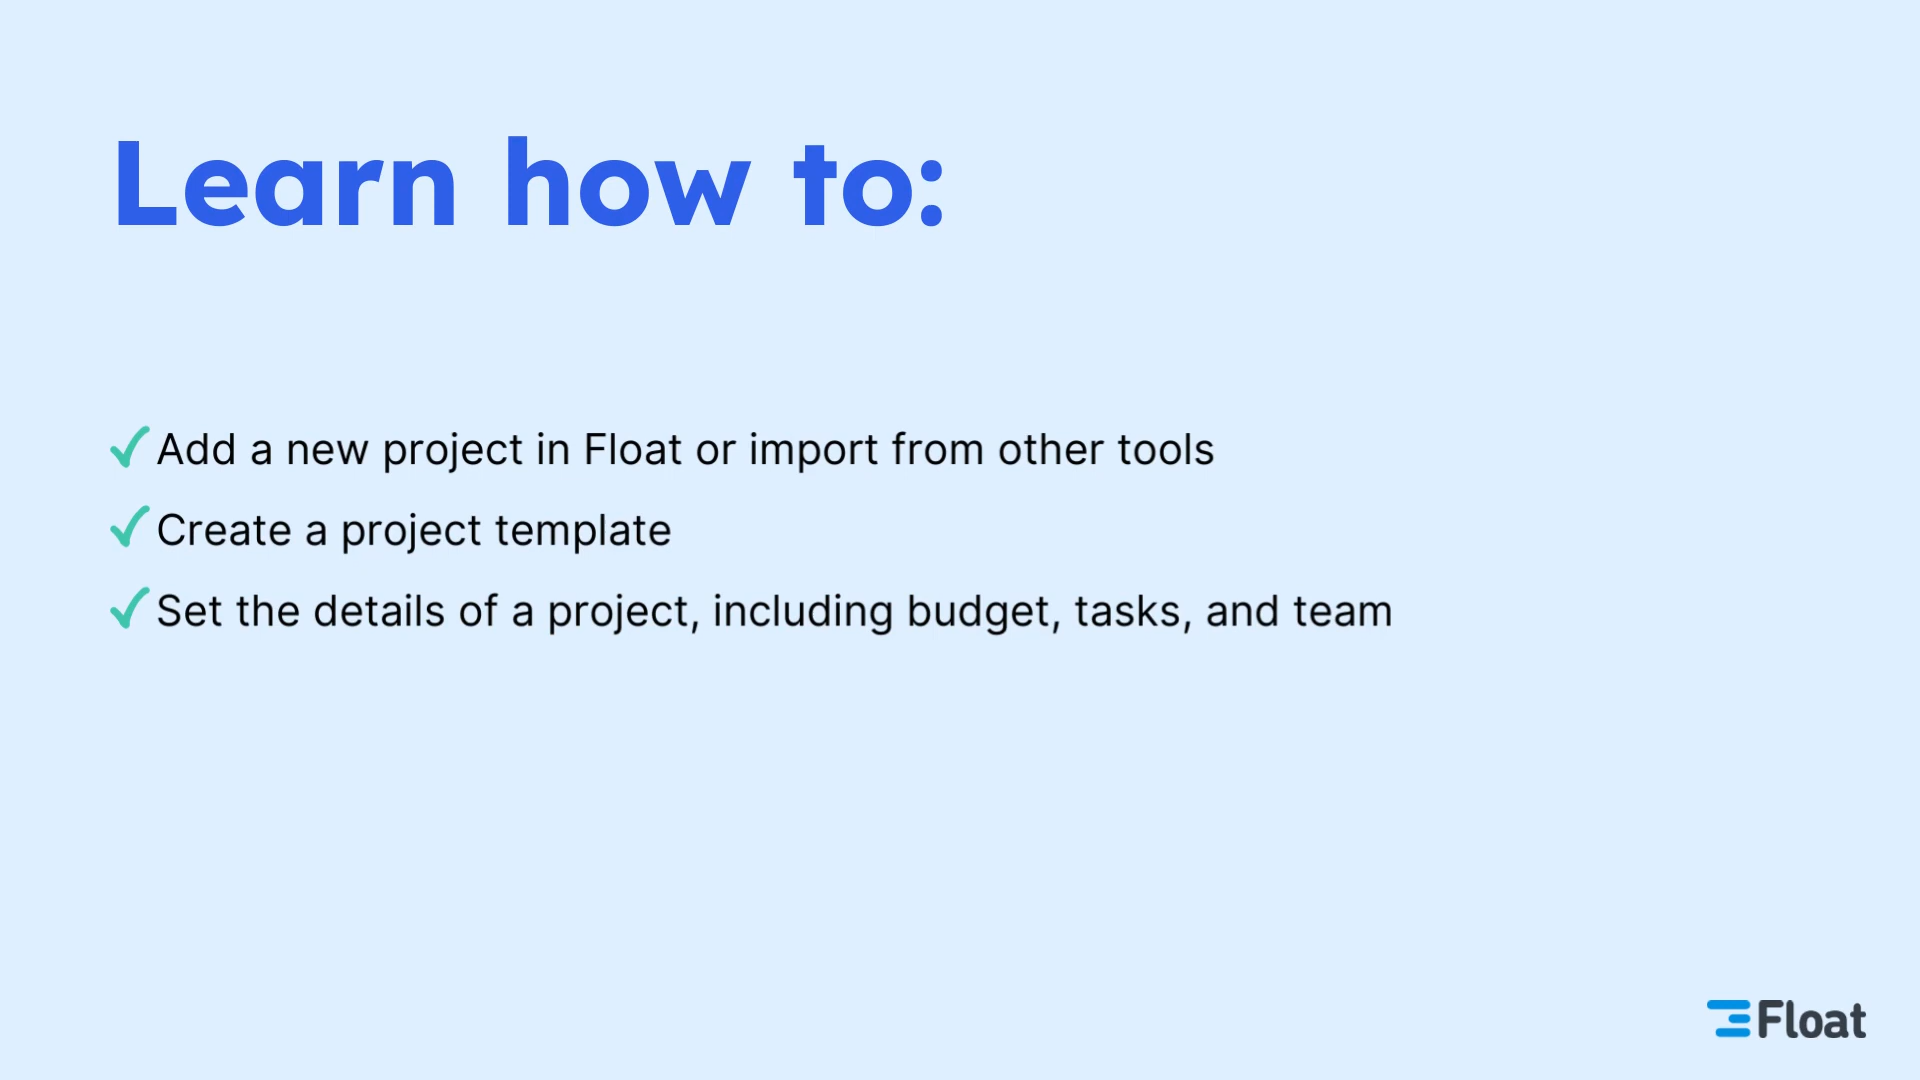 Learn how to:
Add a new project in Float or import from other tools
Create a project template
Set the details of a project, including budget, tasks, and team
Float